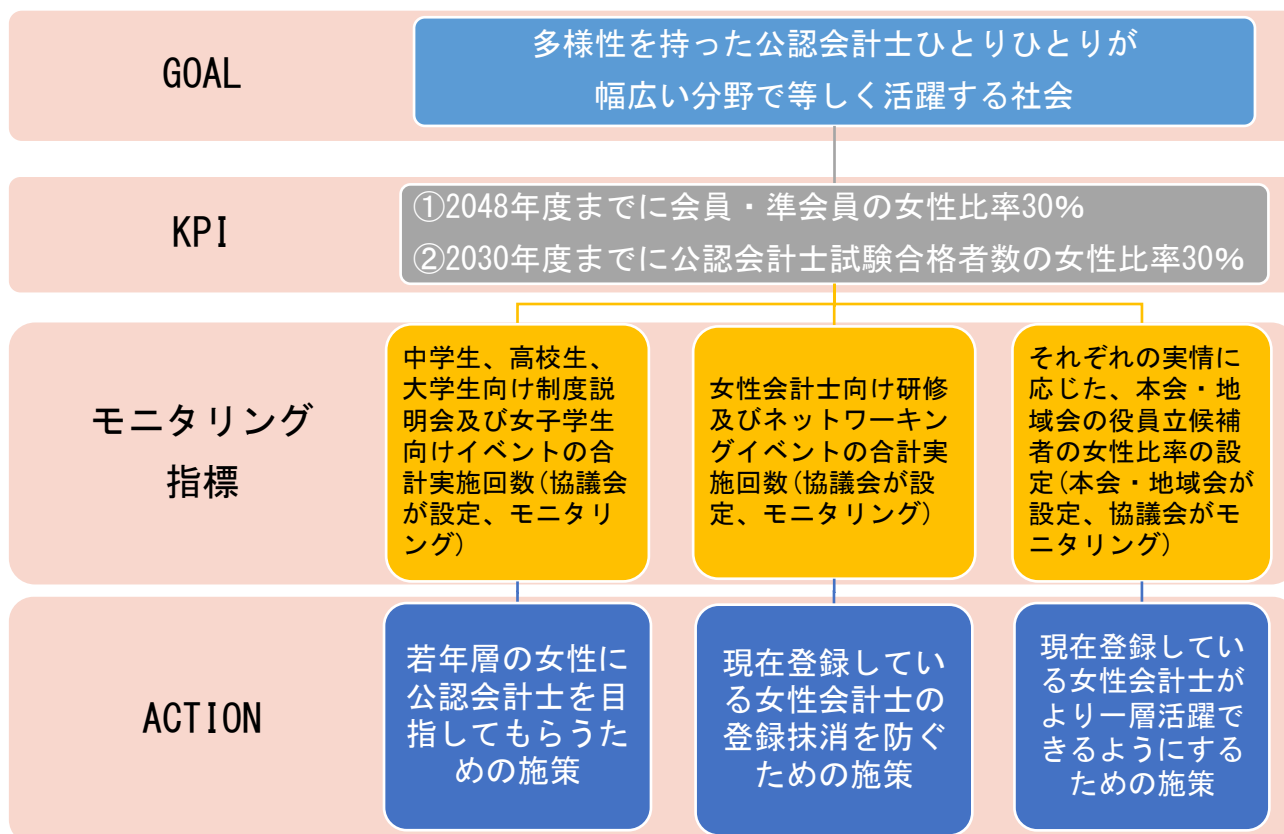 GOAL
多様性を持った公認会計士ひとりひとりが
幅広い分野で等しく活躍する社会
KPI
①2048年度までに会員・準会員の女性比率30%
②2030年度までに公認会計士試験合格者数の女性比率30%
モニタリング
指標
中学生、高校生、
大学生向け制度説
明会及び女子学生
向けイベントの合
計実施回数(協議会
が設定、モニタリ
ング)
女性会計士向け研修
及びネットワーキン
グイベントの合計実
施回数(協議会が設
定、モニタリング)
それぞれの実情に
応じた、本会・地
域会の役員立候補
者の女性比率の設
定(本会・地域会が
設定、協議会がモ
ニタリング)
ACTION
若年層の女性に
公認会計士を目
指してもらうた
めの施策
現在登録してい
る女性会計士の
登録抹消を防ぐ
ための施策
現在登録してい
る女性会計士が
より一層活躍で
きるようにする
ための施策